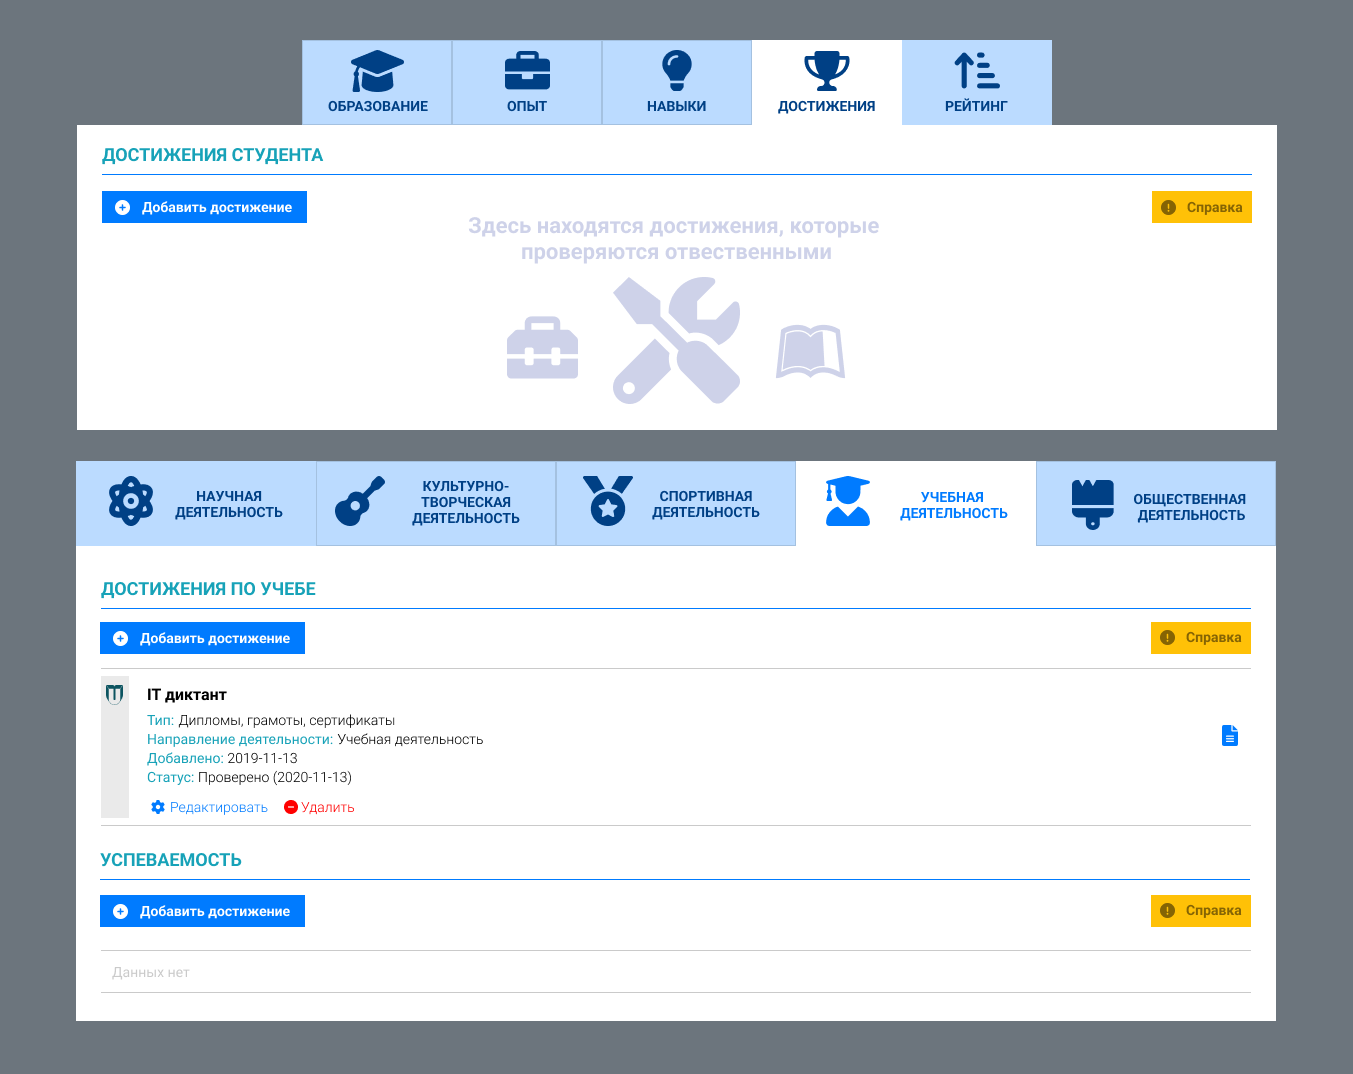 ОБРАЗОВАНИЕ
ОПЫТ
НАВЫКИ
ДОСТИЖЕНИЯ
РЕЙТИНГ
ДОСТИЖЕНИЯ СТУДЕНТА
Добавить достижение
Справка
Здесь находятся достижения, которые
проверяются отвественными
НАУЧНАЯ
ДЕЯТЕЛЬНОСТЬ
КУЛЬТУРНО-
ТВОРЧЕСКАЯ
ДЕЯТЕЛЬНОСТЬ
СПОРТИВНАЯ
ДЕЯТЕЛЬНОСТЬ
УЧЕБНАЯ
ДЕЯТЕЛЬНОСТЬ
ОБЩЕСТВЕННАЯ
ДЕЯТЕЛЬНОСТЬ
ДОСТИЖЕНИЯ ПО УЧЕБЕ
Добавить достижение
Справка
IT диктант
Тип: Дипломы, грамоты, сертификаты
Направление деятельности: Учебная деятельность
Добавлено: 2019-11-13
Статус: Проверено (2020-11-13)
Редактировать Удалить
УСПЕВАЕМОСТЬ
Добавить достижение
Справка
Данных нет